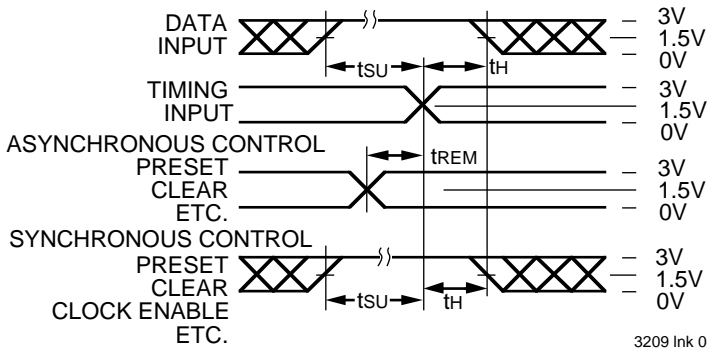 DATA INPUT
3V
1.5V
0V
tSU
tH
TIMING INPUT
3V
1.5V
0V
ASYNCHRONOUS CONTROL
PRESET
CLEAR
ETC.
tREM
3V
1.5V
0V
SYNCHRONOUS CONTROL
PRESET
CLEAR
CLOCK ENABLE
ETC.
tSU
tH
3V
1.5V
0V
3209 lnk 0